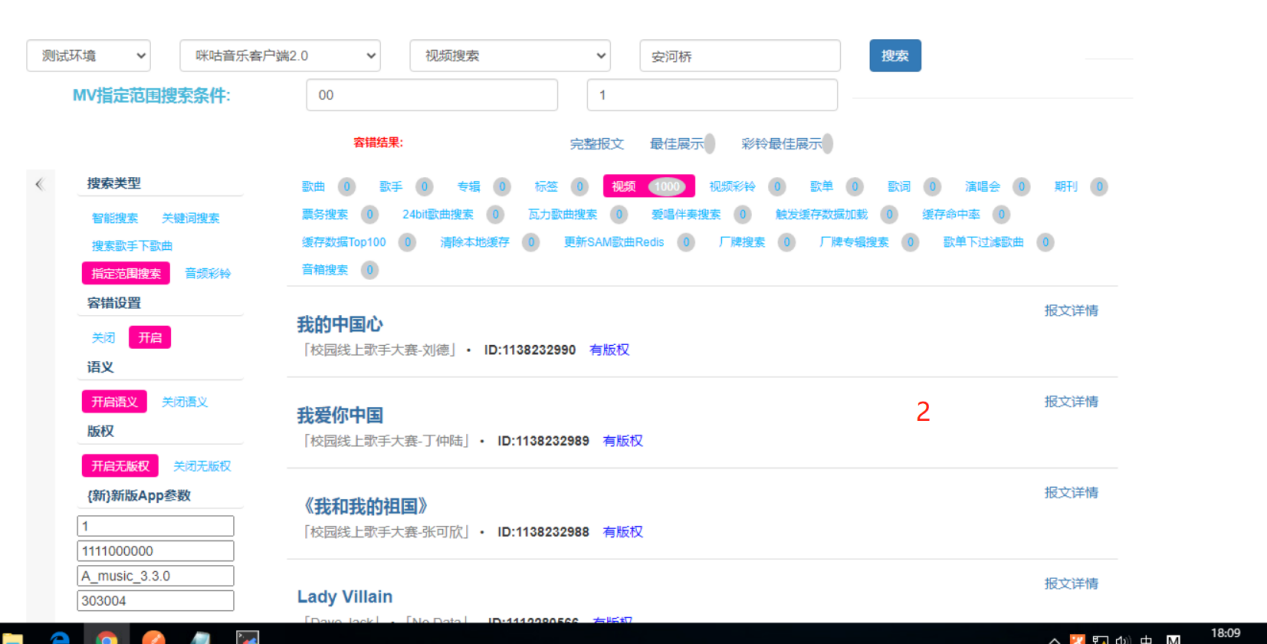 测试环境 咪咕音乐客户端2.0 视频搜索 安河桥 搜索
MV指定范围搜索条件: 00 1
容错结果: 完整报文 最佳展示 彩铃最佳展示
搜索类型
智能搜索 关键词搜索
搜索歌手下歌曲
指定范围搜索 音频彩铃
容错设置
关闭 开启
语义
开启语义 关闭语义
版权
开启无版权 关闭无版权
{新}新版App参数
1
1111000000
A_music_3.3.0
303004
歌曲 0 歌手 0 专辑 0 标签 0 视频 1000 视频彩铃 0 歌单 0 歌词 0 演唱会 0 期刊 0
票务搜索 0 24bit歌曲搜索 0 瓦力歌曲搜索 0 爱唱伴奏搜索 0 触发缓存数据加载 0 缓存命中率 0
缓存数据Top100 0 清除本地缓存 0 更新SAM歌曲Redis 0 厂牌搜索 0 厂牌专辑搜索 0 歌单下过滤歌曲 0
音箱搜索 0
我的中国心 报文详情
「校园线上歌手大赛-刘德」 • ID:1138232990 有版权
我爱你中国 2 报文详情
「校园线上歌手大赛-丁仲陆」 • ID:1138232989 有版权
《我和我的祖国》 报文详情
「校园线上歌手大赛-张可欣」 • ID:1138232988 有版权
Lady Villain 报文详情
「Dave Jack」 • 「No Data」 ID:1112280566 有版权
中 M 18:09